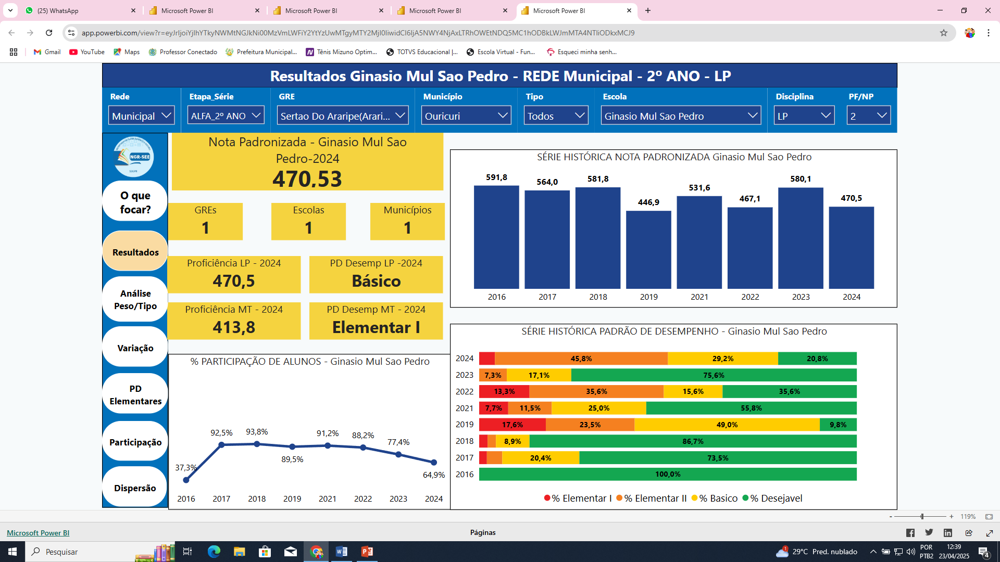 (25) WhatsApp
Microsoft Power BI
Microsoft Power BI
Microsoft Power BI
Microsoft Power BI
Gmail
YouTube
Maps
Professor Conectado
Prefeitura Municipal...
Tênis Mizuno Optim...
TOTVS Educacional |...
Escola Virtual - Fun...
Esqueci minha senh...
Resultados Ginasio Mul Sao Pedro - REDE Municipal - 2º ANO - LP
Rede
Etapa_Série
GRE
Município
Tipo
Escola
Disciplina
PF/NP
Municipal
ALFA_2º ANO
Sertao Do Araripe(Arari...
Ouricuri
Todos
Ginasio Mul Sao Pedro
LP
2
NGR-SEE
O que
focar?
Resultados
Análise
Peso/Tipo
Variação
PD
Elementares
Participação
Dispersão
Nota Padronizada - Ginasio Mul Sao
Pedro-2024
470,53
GREs
1
Escolas
1
Municípios
1
Proficiência LP - 2024
470,5
PD Desemp LP -2024
Básico
Proficiência MT - 2024
413,8
PD Desemp MT - 2024
Elementar I
% PARTICIPAÇÃO DE ALUNOS - Ginasio Mul Sao Pedro
37,3%
92,5%
93,8%
89,5%
91,2%
88,2%
77,4%
64,9%
2016
2017
2018
2019
2021
2022
2023
2024
SÉRIE HISTÓRICA NOTA PADRONIZADA Ginasio Mul Sao Pedro
591,8
564,0
581,8
446,9
531,6
467,1
580,1
470,5
2016
2017
2018
2019
2021
2022
2023
2024
SÉRIE HISTÓRICA PADRÃO DE DESEMPENHO - Ginasio Mul Sao Pedro
2024 45,8% 29,2% 20,8%
2023 7,3% 17,1% 75,6%
2022 13,3% 35,6% 15,6% 35,6%
2021 7,7% 11,5% 25,0% 55,8%
2019 17,6% 23,5% 49,0% 9,8%
2018 8,9% 86,7%
2017 20,4% 73,5%
2016 100,0%
% Elementar I % Elementar II % Basico % Desejavel
- + 119%
Microsoft Power BI
Páginas
Pesquisar
29°C Pred. nublado
POR
PTB2
12:39
23/04/2025
4